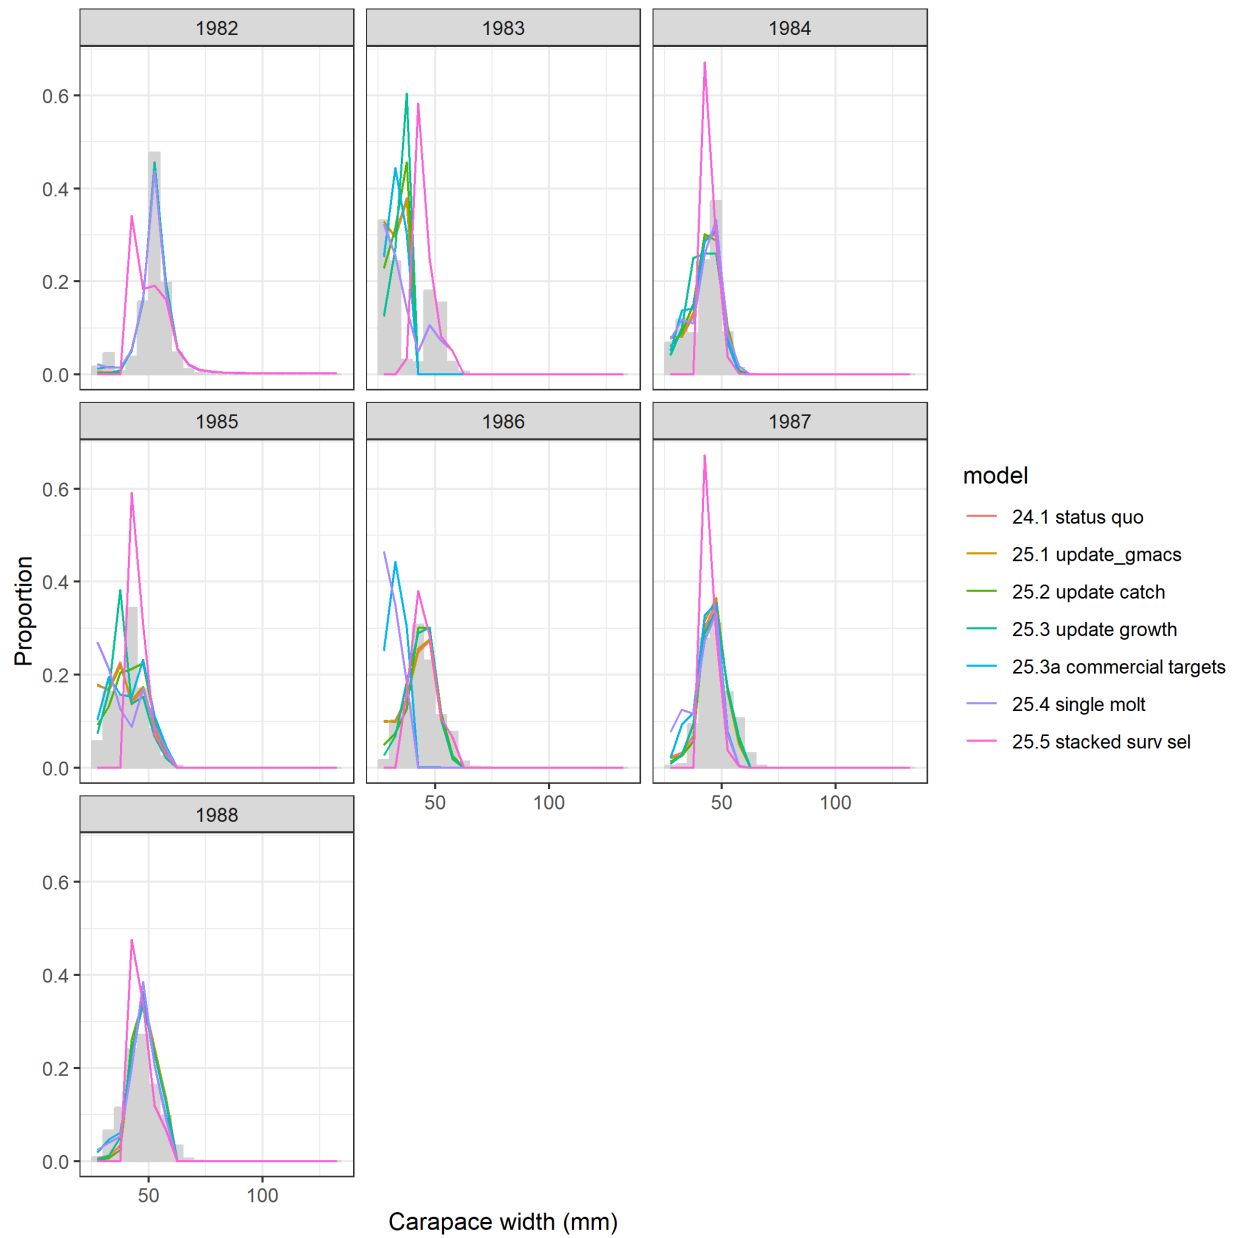 1982
1983
1984
0.6
0.4
0.2
0.0
1985
1986
1987
0.6
0.4
0.2
0.0
50
100
50
100
1988
0.6
0.4
0.2
0.0
50
100
Proportion
Carapace width (mm)
model
24.1 status quo
25.1 update_gmacs
25.2 update catch
25.3 update growth
25.3a commercial targets
25.4 single molt
25.5 stacked surv sel